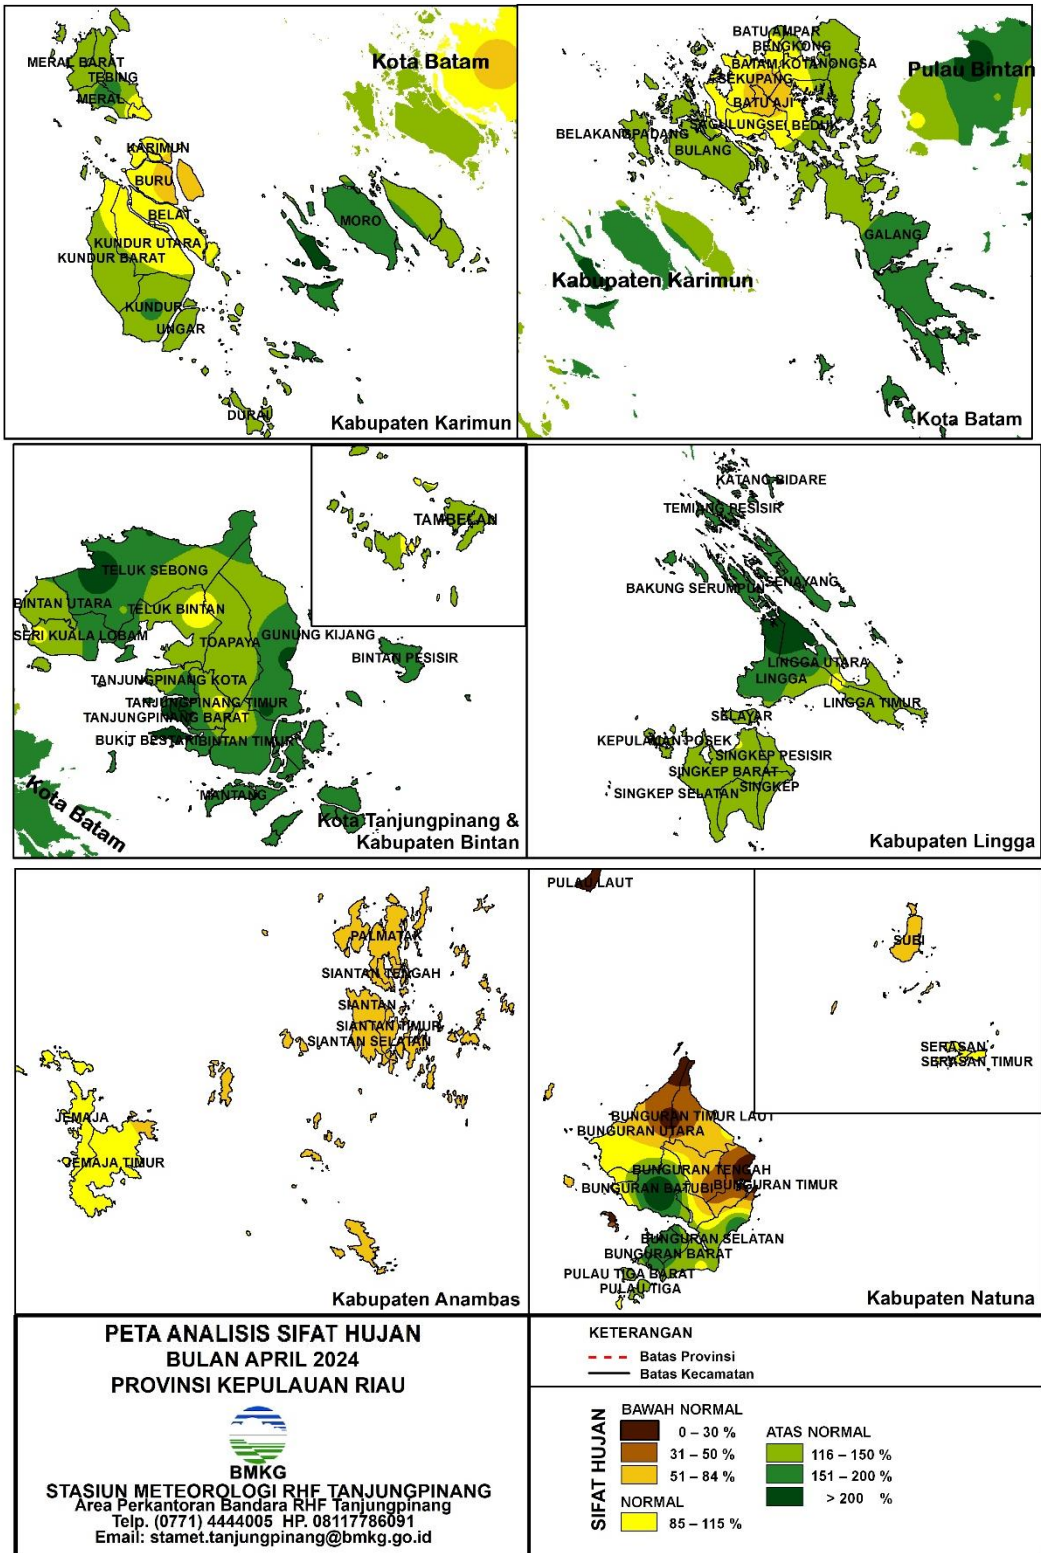 MERAL BARAT
TEBING
MERAL
KARIMUN
BURU
BELAT
KUNDUR UTARA
KUNDUR BARAT
KUNDUR
UNGAR
DURAI
MORO
Kota Batam
Kabupaten Karimun
BATU AMPAR
BENGKONG
BATAM KOTA
NONGSA
SEKUPANG
BATU AJI
SAGULUNG
SEI BEDUK
BELAKANGPADANG
BULANG
GALANG
Pulau Bintan
Kabupaten Karimun
Kota Batam
TAMBELAN
TELUK SEBONG
BINTAN UTARA
TELUK BINTAN
SERI KUALA LOBAM
TOAPAYA
GUNUNG KIJANG
BINTAN PESISIR
TANJUNGPINANG KOTA
TANJUNGPINANG TIMUR
TANJUNGPINANG BARAT
BUKIT BESTARI
BINTAN TIMUR
MANTANG
Kota Batam
Kota Tanjungpinang &
Kabupaten Bintan
KATANG BIDARE
TEMIANG PESISIR
BAKUNG SERUMPUN
SENAYANG
LINGGA UTARA
LINGGA
LINGGA TIMUR
SELAYAR
KEPULAUAN POSEK
SINGKEP PESISIR
SINGKEP BARAT
SINGKEP
SINGKEP SELATAN
Kabupaten Lingga
PALMATAK
SIANTAN TENGAH
SIANTAN
SIANTAN TIMUR
SIANTAN SELATAN
JEMAJA
JEMAJA TIMUR
Kabupaten Anambas
PULAU LAUT
SUBI
SERASAN
SERASAN TIMUR
BUNGURAN TIMUR LAUT
BUNGURAN UTARA
BUNGURAN TENGAH
BUNGURAN BATUBI
BUNGURAN TIMUR
BUNGURAN SELATAN
BUNGURAN BARAT
PULAU TIGA BARAT
PULAU TIGA
Kabupaten Natuna
PETA ANALISIS SIFAT HUJAN
BULAN APRIL 2024
PROVINSI KEPULAUAN RIAU
BMKG
STASIUN METEOROLOGI RHF TANJUNGPINANG
Area Perkantoran Bandara RHF Tanjungpinang
Telp. (0771) 4444005 HP. 08117786091
Email: stamet.tanjungpinang@bmkg.go.id
KETERANGAN
Batas Provinsi
Batas Kecamatan
SIFAT HUJAN
BAWAH NORMAL
0 – 30 %
31 – 50 %
51 – 84 %
NORMAL
85 – 115 %
ATAS NORMAL
116 – 150 %
151 – 200 %
> 200 %